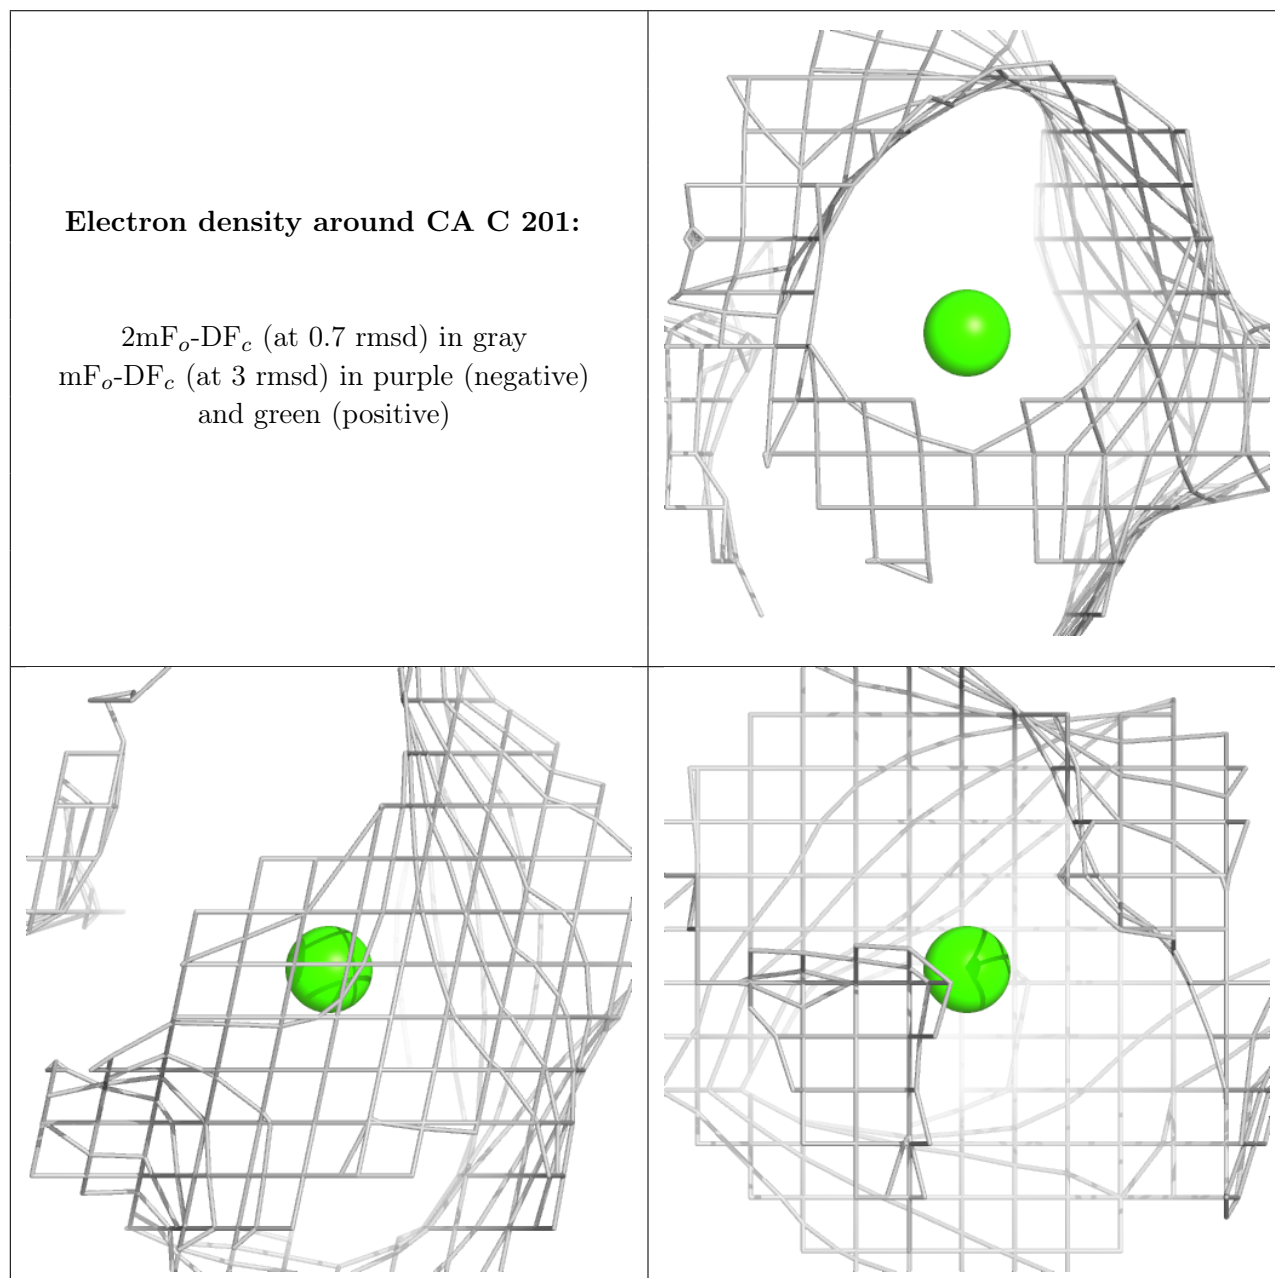 Electron density around CA C 201:
2mFo-DFc (at 0.7 rmsd) in gray
mFo-DFc (at 3 rmsd) in purple (negative)
and green (positive)